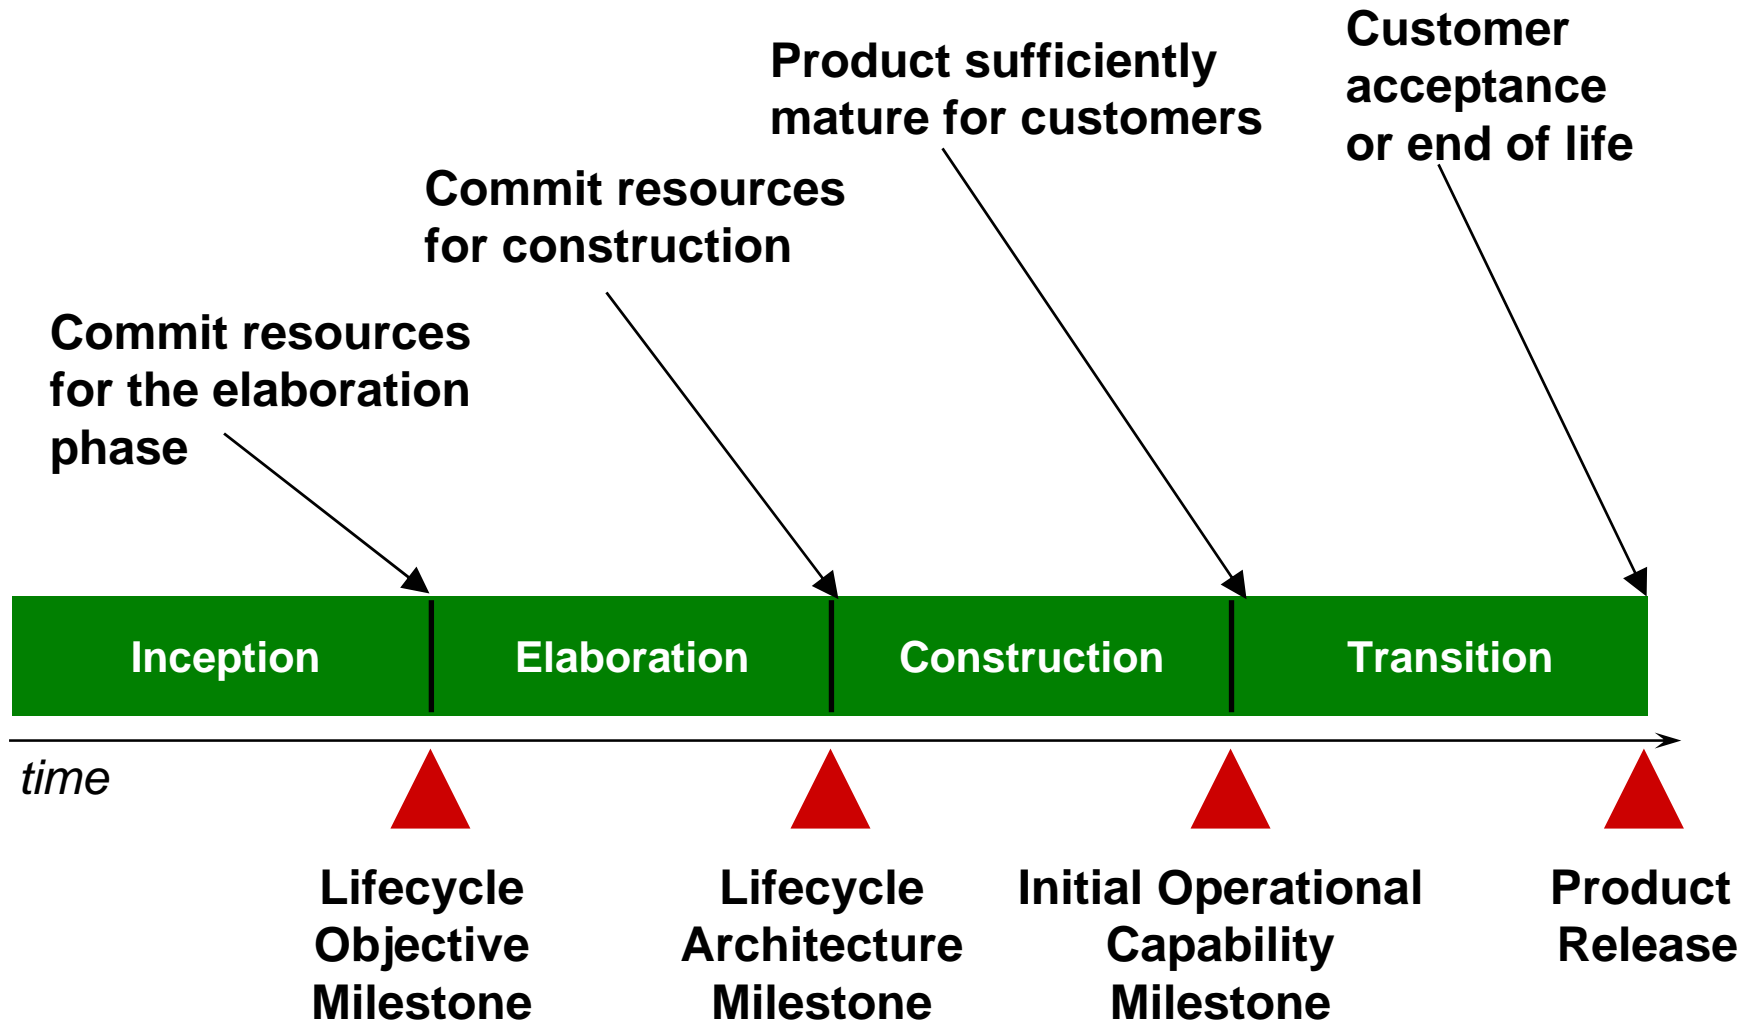 Customer
acceptance
or end of life
Product sufficiently
mature for customers
Commit resources
for construction
Commit resources
for the elaboration
phase
Inception
Elaboration
Construction
Transition
time
Lifecycle
Objective
Milestone
Lifecycle
Architecture
Milestone
Initial Operational
Capability
Milestone
Product
Release